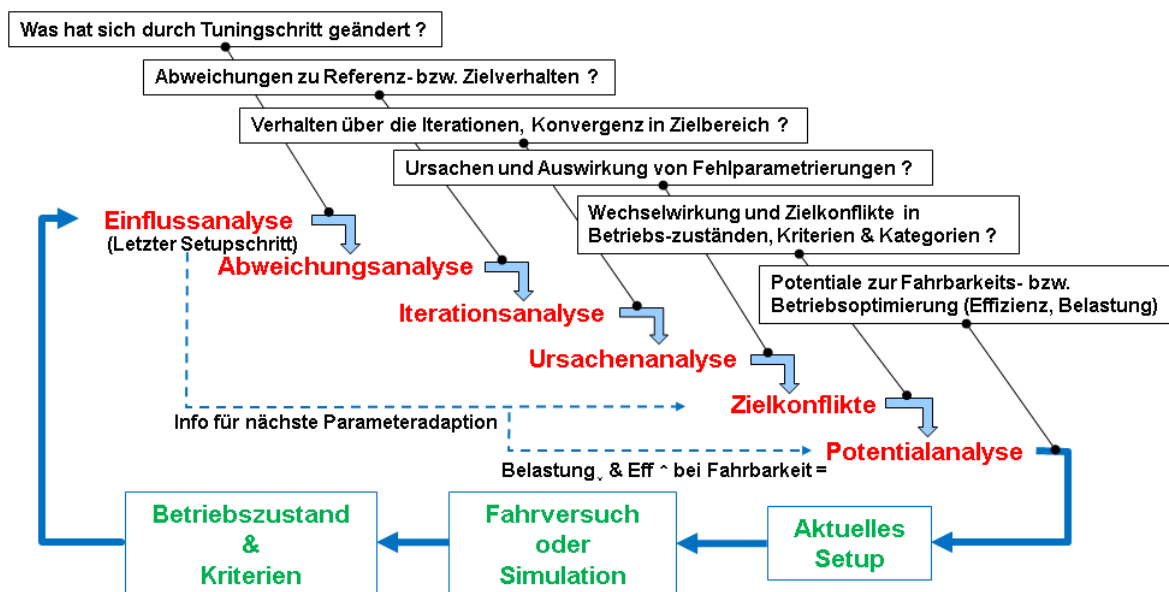 Was hat sich durch Tuningschritt geändert ?
Abweichungen zu Referenz- bzw. Zielverhalten ?
Verhalten über die Iterationen, Konvergenz in Zielbereich ?
Ursachen und Auswirkung von Fehlparametrierungen ?
Wechselwirkung und Zielkonflikte in
Betriebs-zuständen, Kriterien & Kategorien ?
Potentiale zur Fahrbarkeits- bzw.
Betriebsoptimierung (Effizienz, Belastung)
Einflussanalyse
(Letzter Setupschritt)
Abweichungsanalyse
Iterationsanalyse
Ursachenanalyse
Zielkonflikte
Potentialanalyse
Info für nächste Parameteradaption
Belastung˯ & Eff ˄ bei Fahrbarkeit =
Betriebszustand
&
Kriterien
Fahrversuch
oder
Simulation
Aktuelles
Setup